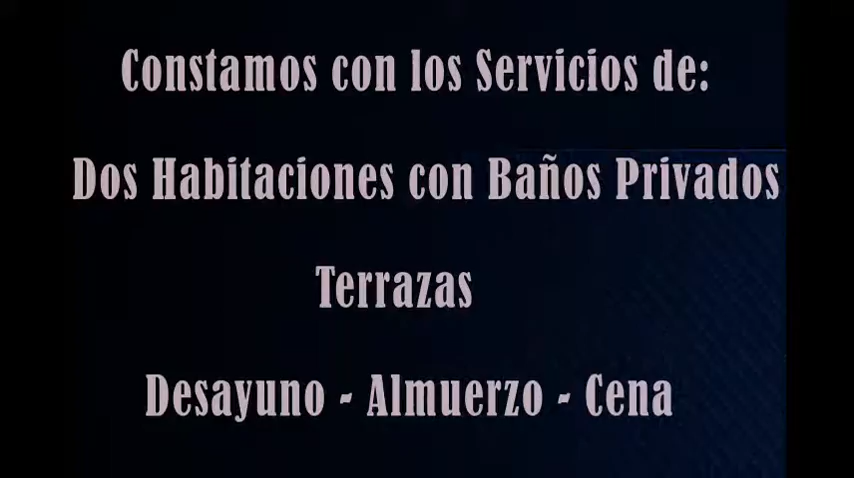 Constamos con los Servicios de:
Dos Habitaciones con Baños Privados
Terrazas
Desayuno - Almuerzo - Cena